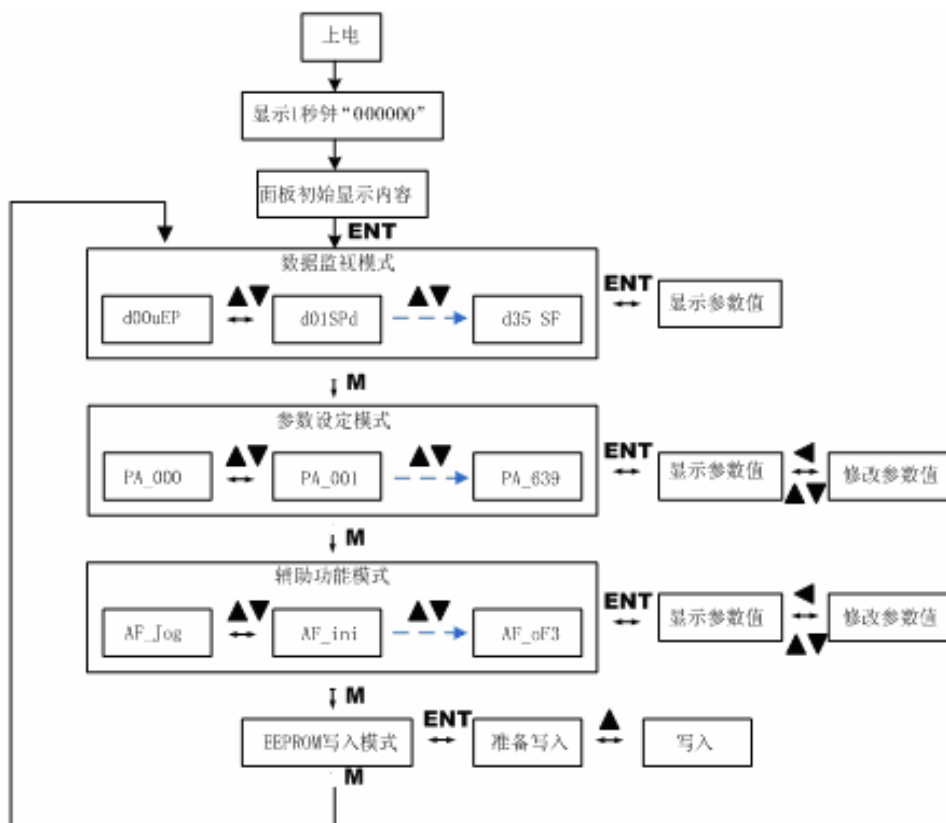 上电
显示1秒钟“000000”
面板初始显示内容
ENT
数据监视模式
d00uEP ▲▼ d01SPd ▲▼ d35 SF ENT 显示参数值
M
参数设定模式
PA_000 ▲▼ PA_001 ▲▼ PA_639 ENT 显示参数值 ◀ ▲▼ 修改参数值
M
辅助功能模式
AF_Jog ▲▼ AF_ini ▲▼ AF_oF3 ENT 显示参数值 ◀ ▲▼ 修改参数值
M
EEPROM写入模式 ENT 准备写入 ▲ 写入
M